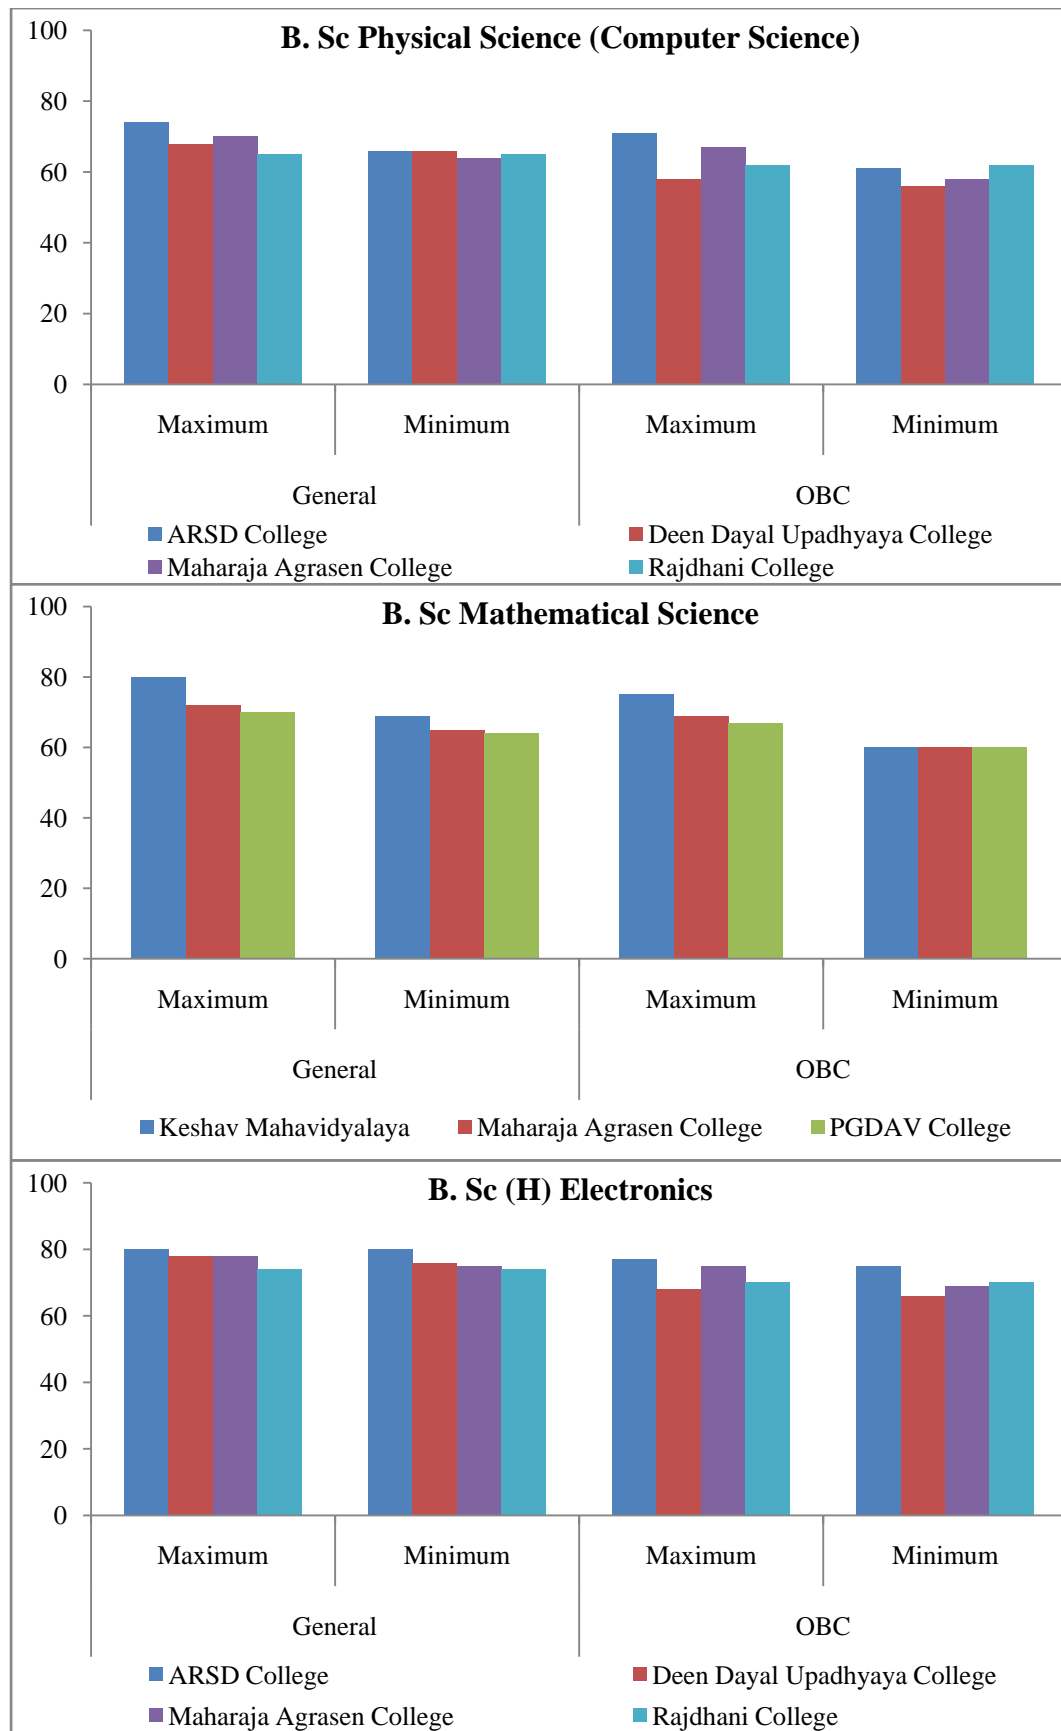 B. Sc Physical Science (Computer Science)
100
80
60
40
20
0
Maximum Minimum Maximum Minimum
General OBC
ARSD College Deen Dayal Upadhyaya College
Maharaja Agrasen College Rajdhani College
B. Sc Mathematical Science
100
80
60
40
20
0
Maximum Minimum Maximum Minimum
General OBC
Keshav Mahavidyalaya Maharaja Agrasen College PGDAV College
B. Sc (H) Electronics
100
80
60
40
20
0
Maximum Minimum Maximum Minimum
General OBC
ARSD College Deen Dayal Upadhyaya College
Maharaja Agrasen College Rajdhani College